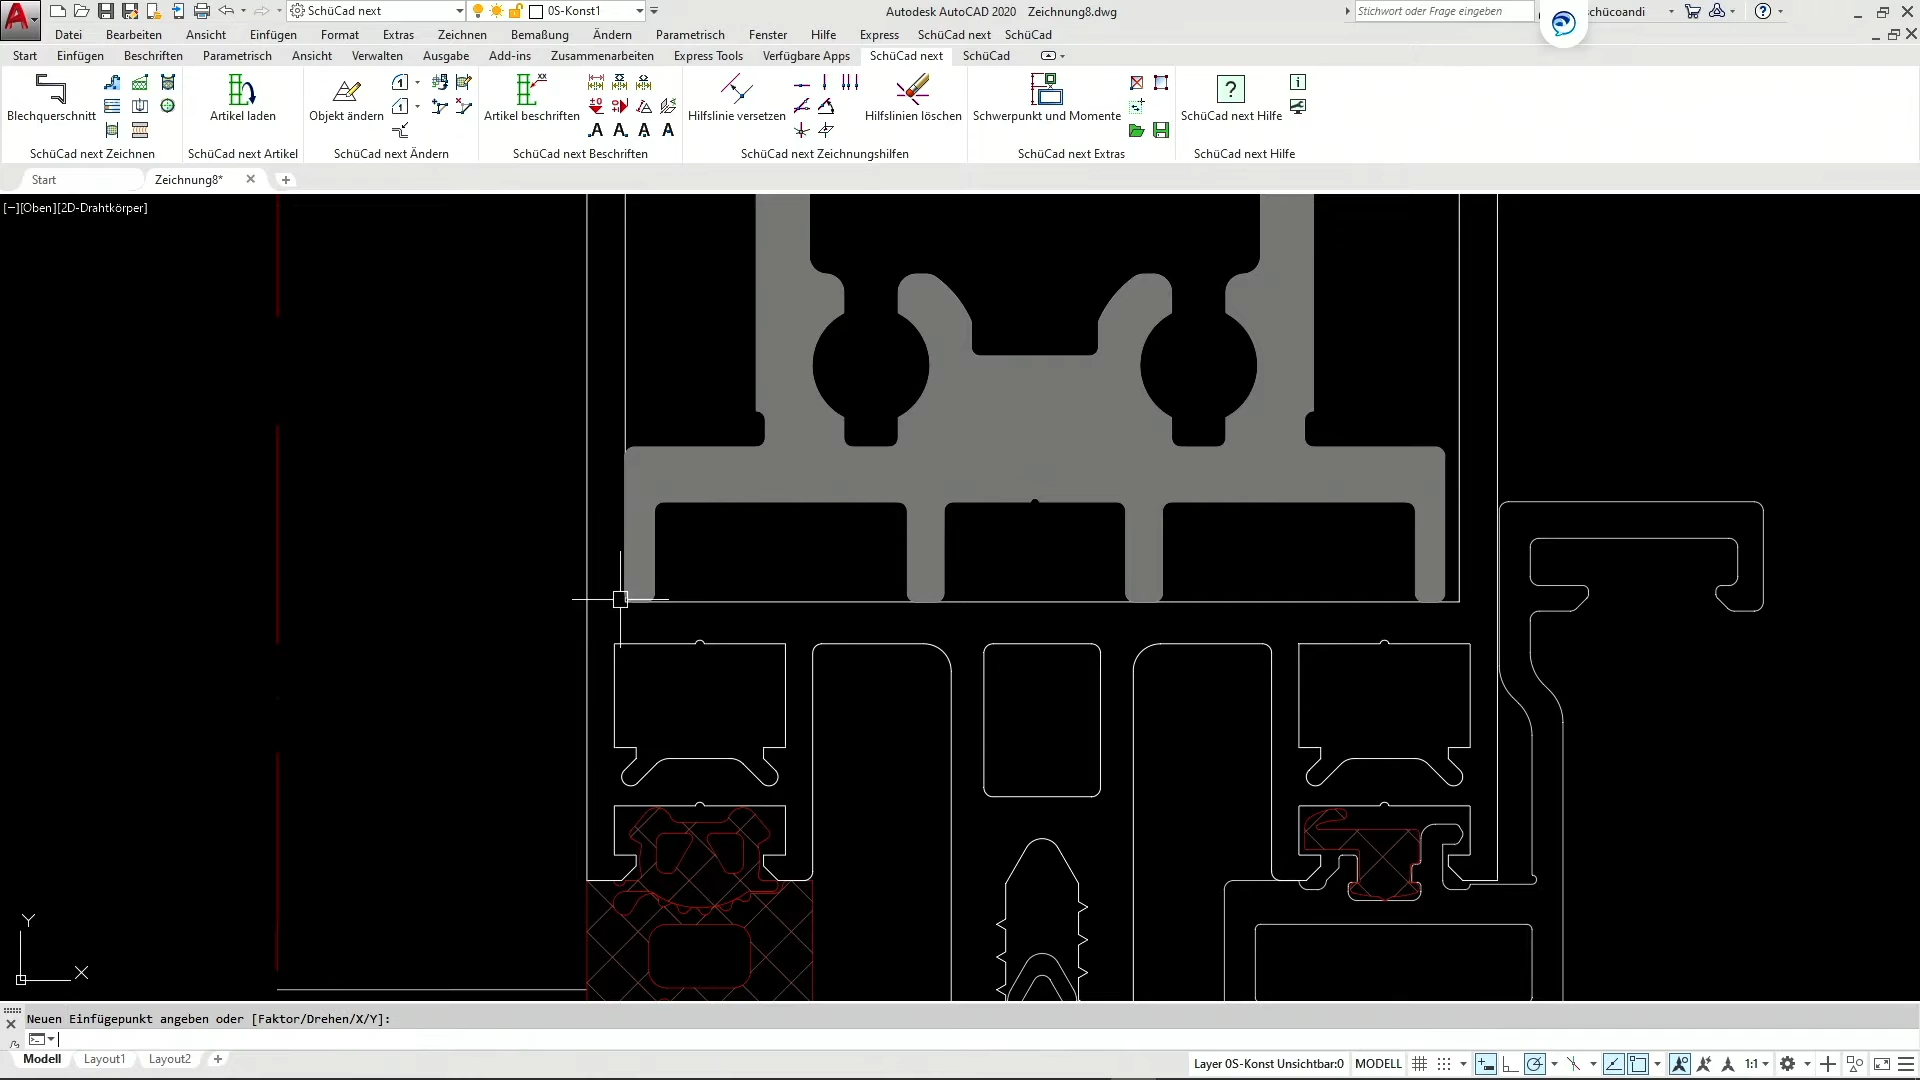 SchüCad next
0S-Konst1
Autodesk AutoCAD 2020 Zeichnung8.dwg
Stichwort oder Frage eingeben
schücoandi
Datei Bearbeiten Ansicht Einfügen Format Extras Zeichnen Bemaßung Ändern Parametrisch Fenster Hilfe Express SchüCad next SchüCad
Start Einfügen Beschriften Parametrisch Ansicht Verwalten Ausgabe Add-ins Zusammenarbeiten Express Tools Verfügbare Apps SchüCad next SchüCad
Blechquerschnitt Artikel laden Objekt ändern Artikel beschriften Hilfslinie versetzen Hilfslinien löschen Schwerpunkt und Momente SchüCad next Hilfe
SchüCad next Zeichnen SchüCad next Artikel SchüCad next Ändern SchüCad next Beschriften SchüCad next Zeichnungshilfen SchüCad next Extras SchüCad next Hilfe
Start Zeichnung8*
[−][Oben][2D-Drahtkörper]
Y
X
Neuen Einfügepunkt angeben oder [Faktor/Drehen/X/Y]:
Modell Layout1 Layout2
Layer 0S-Konst Unsichtbar:0 MODELL 1:1